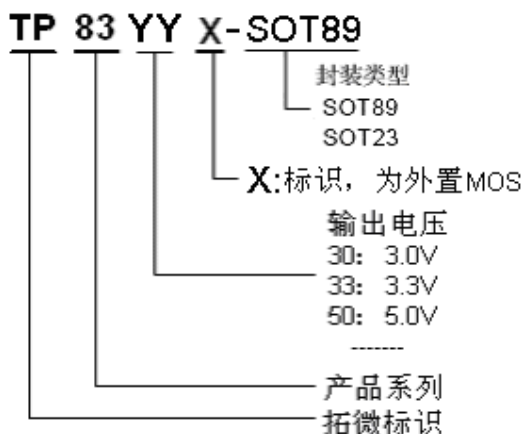 TP 83 YY X-SOT89
封装类型
SOT89
SOT23
X:标识，为外置MOS
输出电压
30： 3.0V
33： 3.3V
50： 5.0V
-------
产品系列
拓微标识